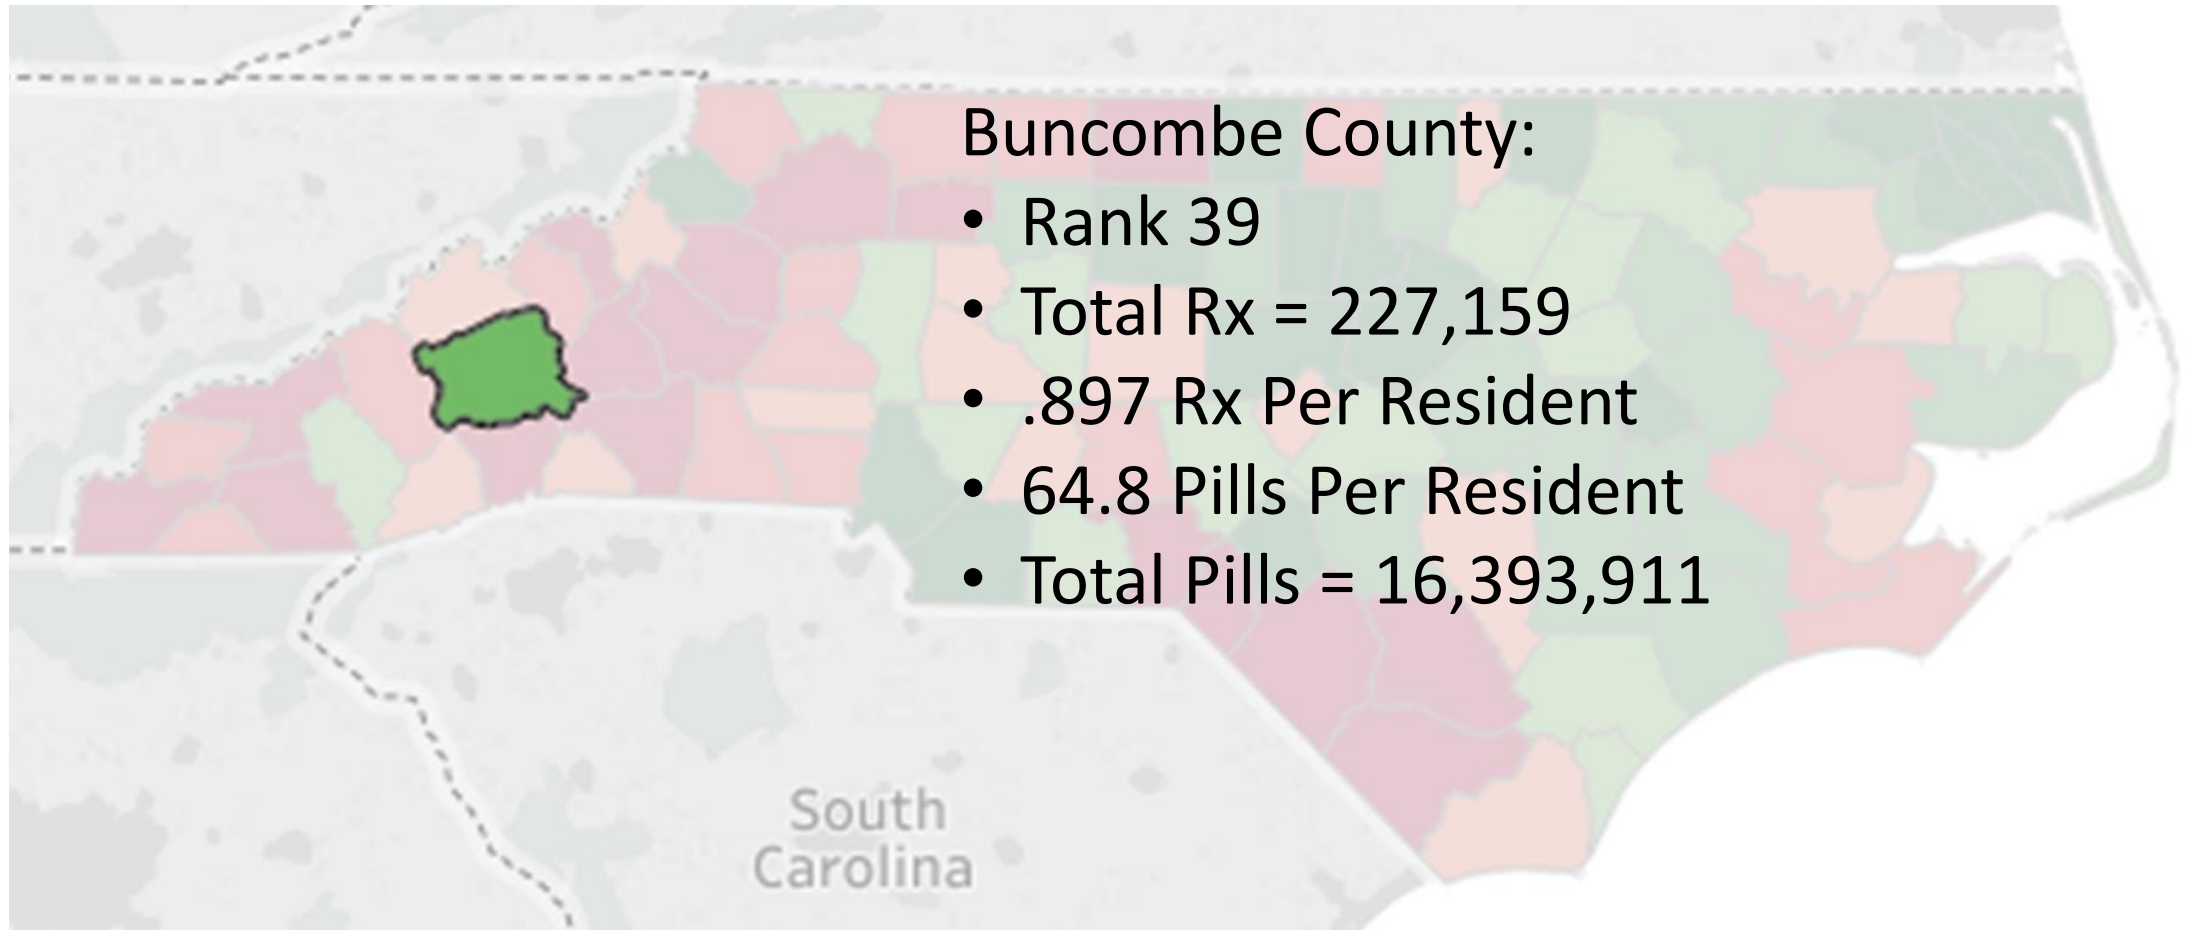 Buncombe County:
• Rank 39
• Total Rx = 227,159
• .897 Rx Per Resident
• 64.8 Pills Per Resident
• Total Pills = 16,393,911
South
Carolina